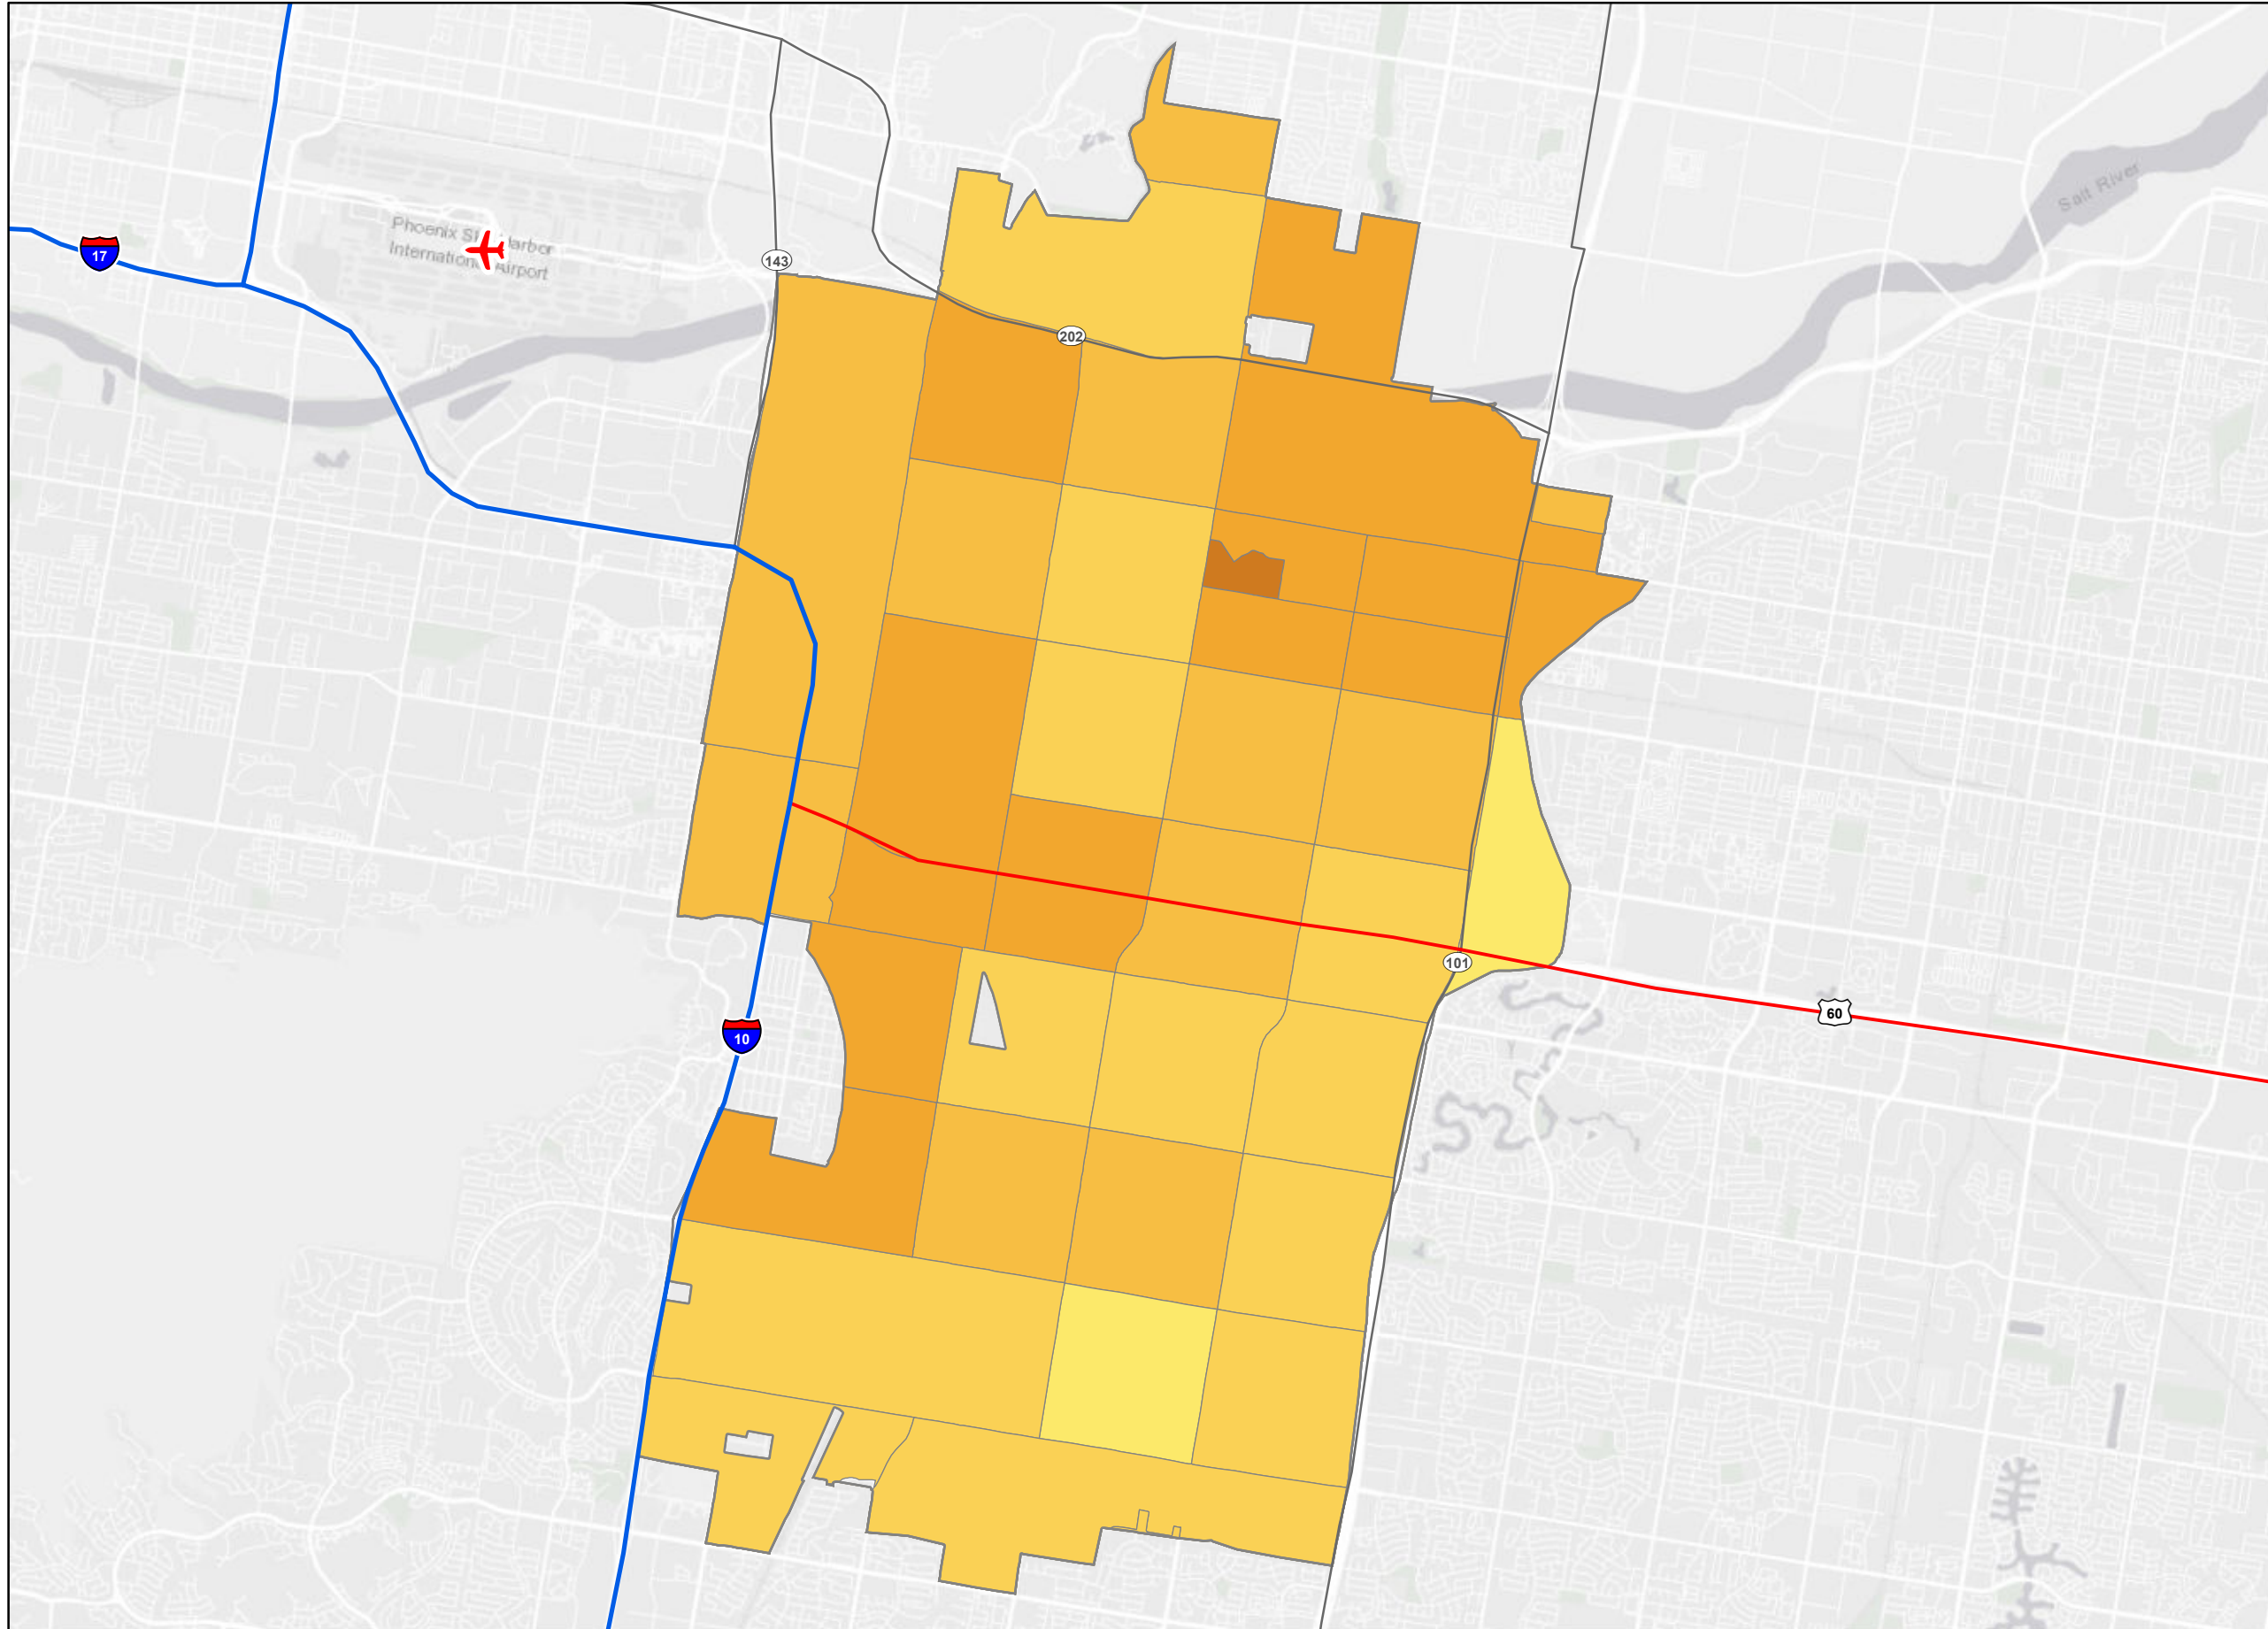 Salt River
Phoenix Sky Harbor
International Airport
17
143
202
101
60
10